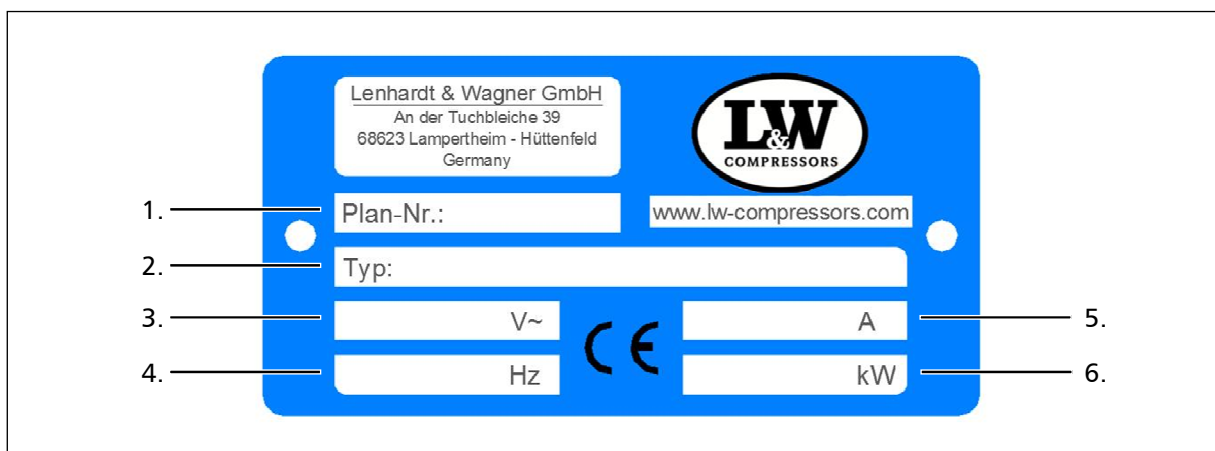 Lenhardt & Wagner GmbH
An der Tuchbleiche 39
68623 Lampertheim - Hüttenfeld
Germany
L&W
COMPRESSORS
1.
Plan-Nr.:
www.lw-compressors.com
2.
Typ:
3.
V~
CE
A
5.
4.
Hz
kW
6.